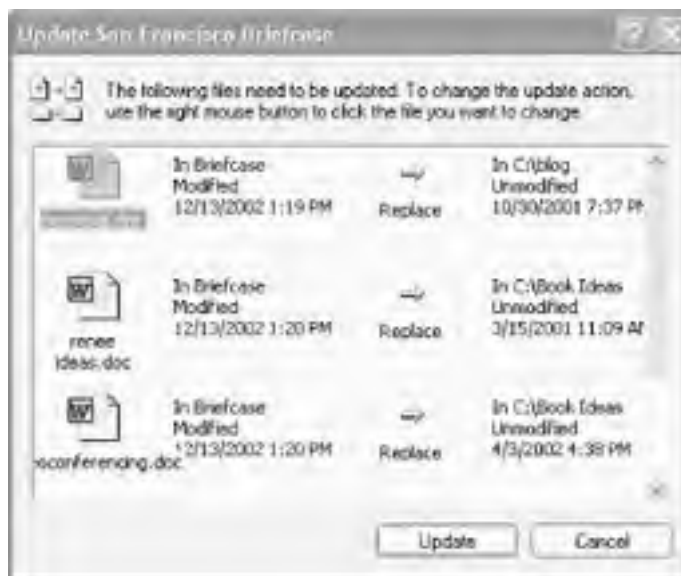 Update San Francisco Briefcase
The following files need to be updated. To change the update action,
use the right mouse button to click the file you want to change
In Briefcase
Modified
12/13/2002 1:19 PM
Replace
In C:\blog
Unmodified
10/30/2001 7:37 PM
renee
ideas.doc
In Briefcase
Modified
12/13/2002 1:20 PM
Replace
In C:\Book Ideas
Unmodified
3/15/2001 11:09 AM
osconferencing.doc
In Briefcase
Modified
12/13/2002 1:20 PM
Replace
In C:\Book Ideas
Unmodified
4/3/2002 4:38 PM
Update
Cancel